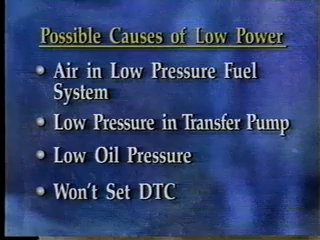 Possible Causes of Low Power
• Air in Low Pressure Fuel
System
• Low Pressure in Transfer Pump
• Low Oil Pressure
• Won't Set DTC